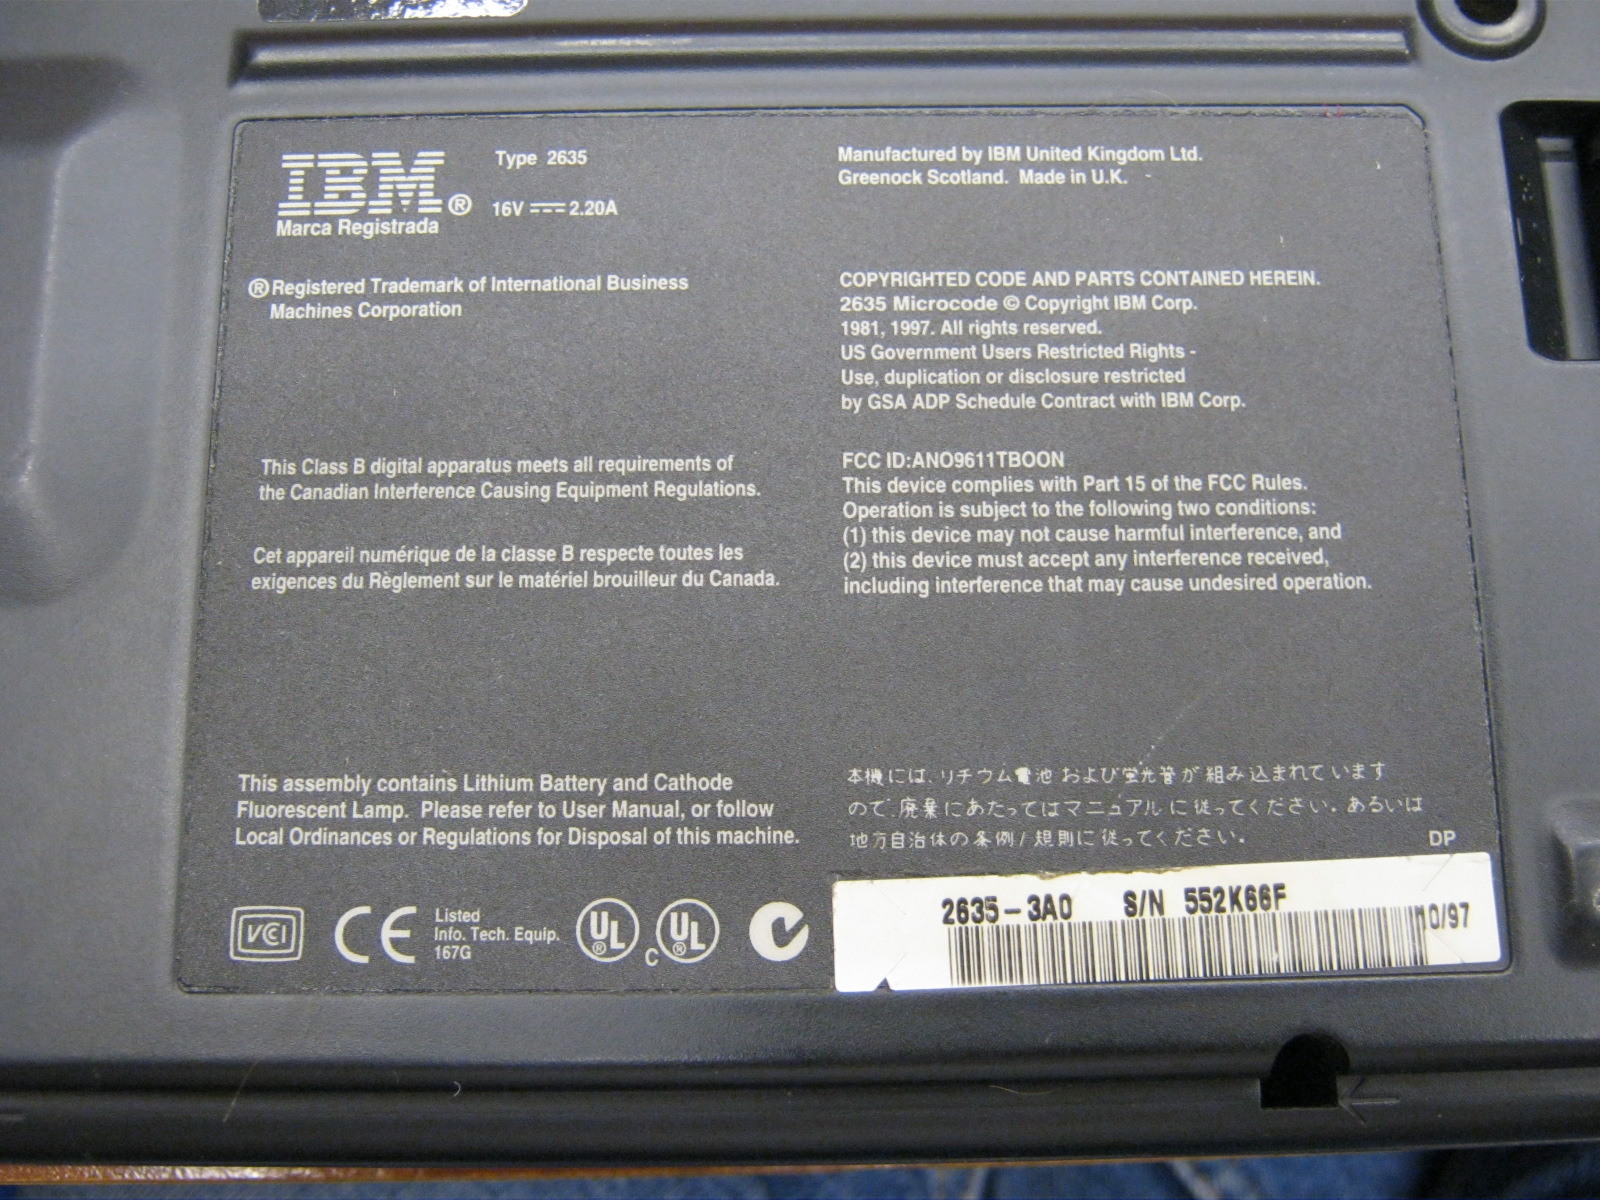 IBM®
Marca Registrada
Type 2635
16V 2.20A
® Registered Trademark of International Business
Machines Corporation
This Class B digital apparatus meets all requirements of
the Canadian Interference Causing Equipment Regulations.
Cet appareil numérique de la classe B respecte toutes les
exigences du Règlement sur le matériel brouilleur du Canada.
This assembly contains Lithium Battery and Cathode
Fluorescent Lamp. Please refer to User Manual, or follow
Local Ordinances or Regulations for Disposal of this machine.
VCI
CE
Listed
Info. Tech. Equip.
167G
UL®
C UL®
Manufactured by IBM United Kingdom Ltd.
Greenock Scotland. Made in U.K.
COPYRIGHTED CODE AND PARTS CONTAINED HEREIN.
2635 Microcode © Copyright IBM Corp.
1981, 1997. All rights reserved.
US Government Users Restricted Rights -
Use, duplication or disclosure restricted
by GSA ADP Schedule Contract with IBM Corp.
FCC ID:ANO9611TBOON
This device complies with Part 15 of the FCC Rules.
Operation is subject to the following two conditions:
(1) this device may not cause harmful interference, and
(2) this device must accept any interference received,
including interference that may cause undesired operation.
本機には、リチウム電池および蛍光管が組み込まれています
ので、廃棄にあたってはマニュアルに従ってください。あるいは
地方自治体の条例/規則に従ってください。
DP
2635-3A0 S/N 552K66F
10/97